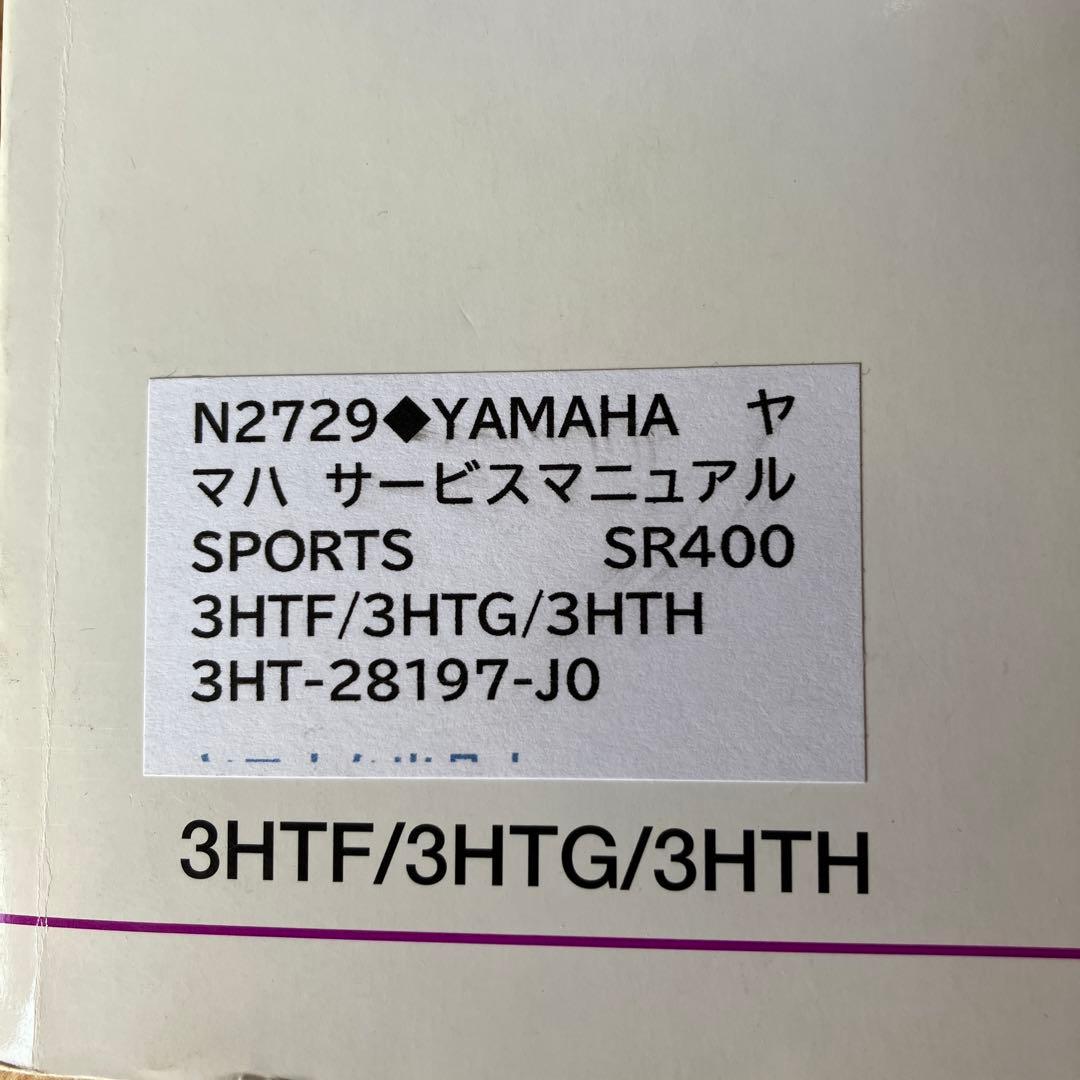 N2729◆YAMAHA ヤ
マハ サービスマニュアル
SPORTS SR400
3HTF/3HTG/3HTH
3HT-28197-J0
3HTF/3HTG/3HTH